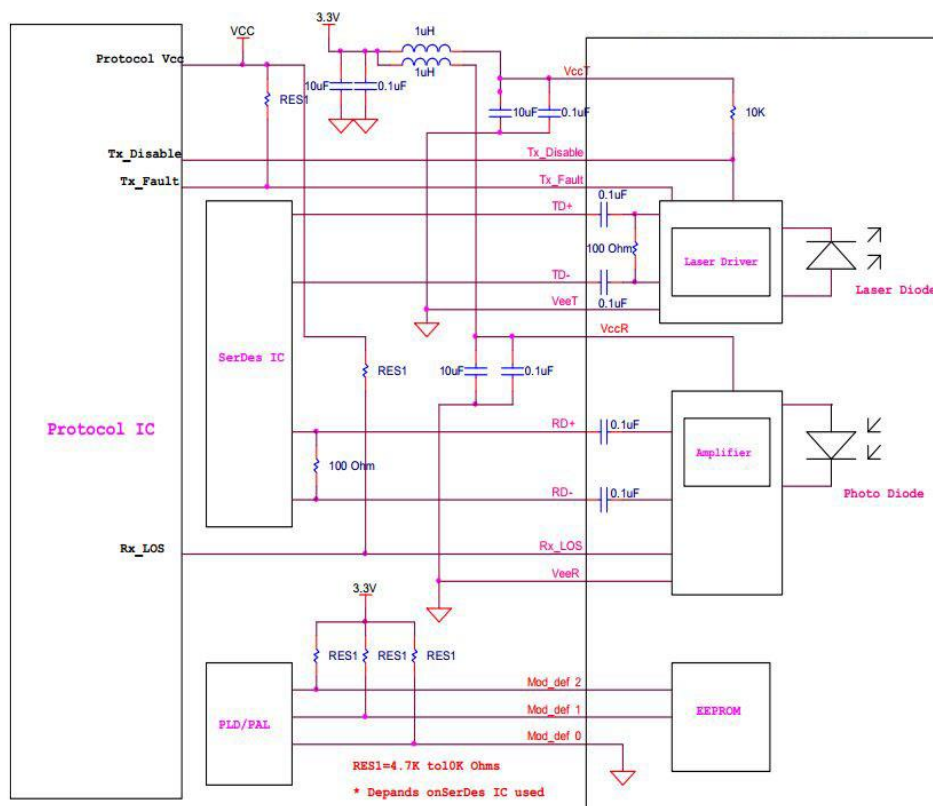 3.3V
VCC
1uH
Protocol Vcc
1uH
VccT
10uF
0.1uF
RES1
10uF
0.1uF
10K
Tx_Disable
Tx_Disable
Tx_Fault
Tx_Fault
0.1uF
TD+
100 Ohm
Laser Driver
TD-
Laser Diode
VeeT
0.1uF
VccR
SerDes IC
RES1
10uF
0.1uF
Protocol IC
RD+
0.1uF
100 Ohm
Amplifier
RD-
0.1uF
Photo Diode
Rx_LOS
Rx_LOS
VeeR
3.3V
RES1
RES1
RES1
Mod_def 2
PLD/PAL
Mod_def 1
EEPROM
Mod_def 0
RES1=4.7K to10K Ohms
* Depands onSerDes IC used